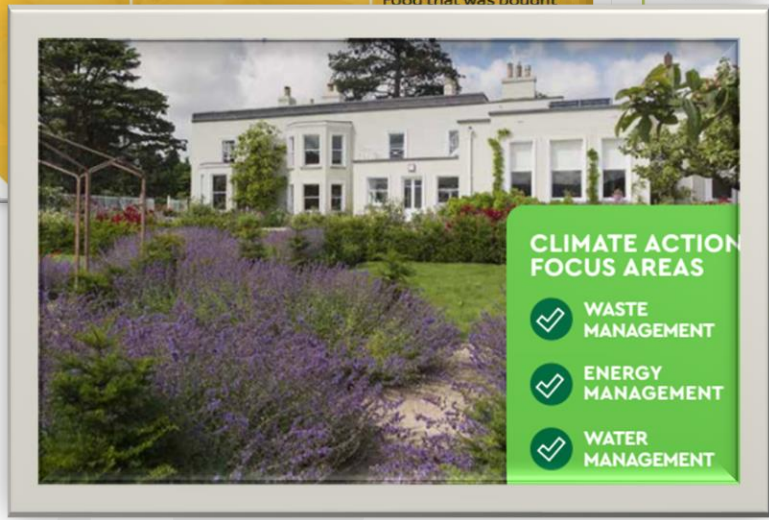 Food that was bought
CLIMATE ACTION
FOCUS AREAS
WASTE
MANAGEMENT
ENERGY
MANAGEMENT
WATER
MANAGEMENT